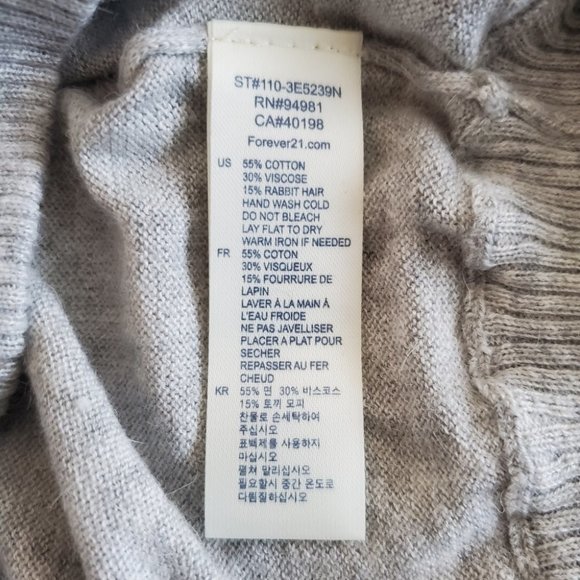 ST#110-3E5239N
RN#94981
CA#40198
Forever21.com
US 55% COTTON
30% VISCOSE
15% RABBIT HAIR
HAND WASH COLD
DO NOT BLEACH
LAY FLAT TO DRY
WARM IRON IF NEEDED
FR 55% COTON
30% VISQUEUX
15% FOURRURE DE
LAPIN
LAVER À LA MAIN À
L'EAU FROIDE
NE PAS JAVELLISER
PLACER A PLAT POUR
SECHER
REPASSER AU FER
CHEUD
KR 55% 면 30% 비스코스
15% 토끼 모피
찬물로 손세탁하여
주십시오
표백제를 사용하지
마십시오
펼쳐 말리십시오
필요할시 중간 온도로
다림질하십시오